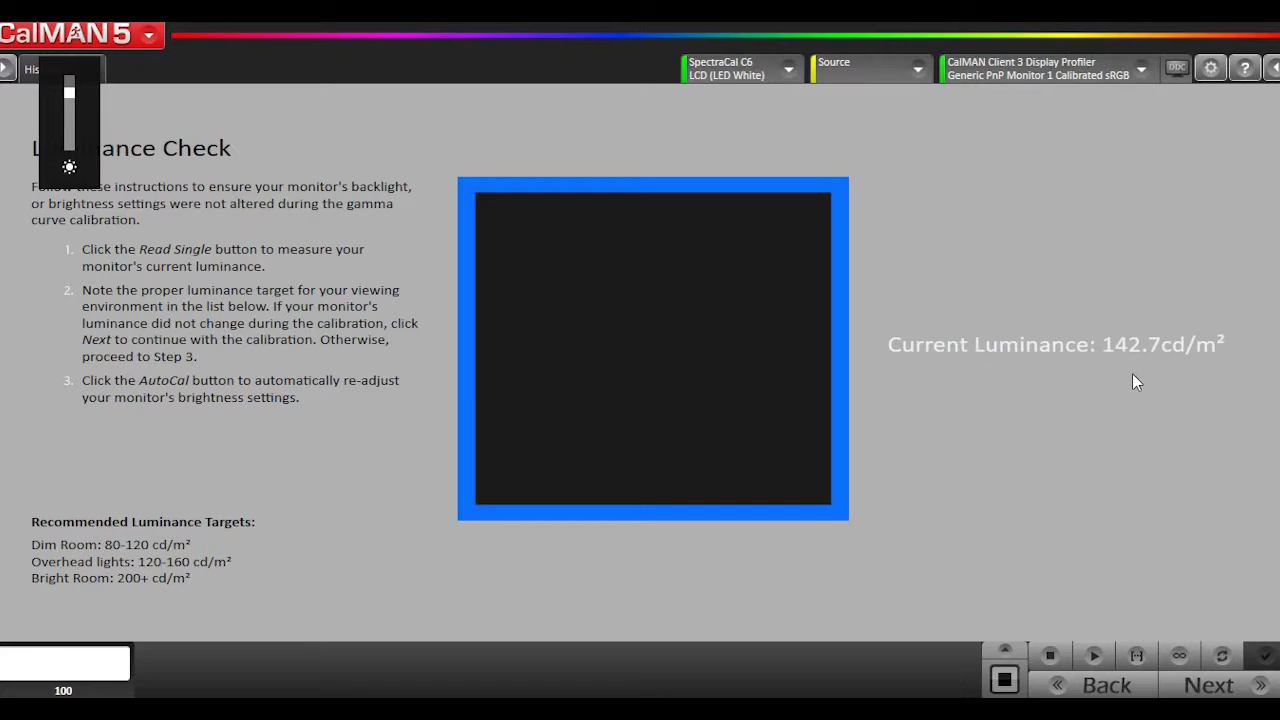 CalMAN 5
His
SpectraCal C6
LCD (LED White)
Source
CalMAN Client 3 Display Profiler
Generic PnP Monitor 1 Calibrated sRGB
DDC
?
Check
these instructions to ensure your monitor's backlight,
or brightness settings were not altered during the gamma
curve calibration.
1. Click the Read Single button to measure your
monitor's current luminance.
2. Note the proper luminance target for your viewing
environment in the list below. If your monitor's
luminance did not change during the calibration, click
Next to continue with the calibration. Otherwise,
proceed to Step 3.
3. Click the AutoCal button to automatically re-adjust
your monitor's brightness settings.
Current Luminance: 142.7cd/m²
Recommended Luminance Targets:
Dim Room: 80-120 cd/m²
Overhead lights: 120-160 cd/m²
Bright Room: 200+ cd/m²
100
Back
Next